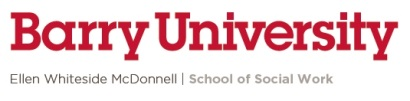 Barry University
Ellen Whiteside McDonnell | School of Social Work